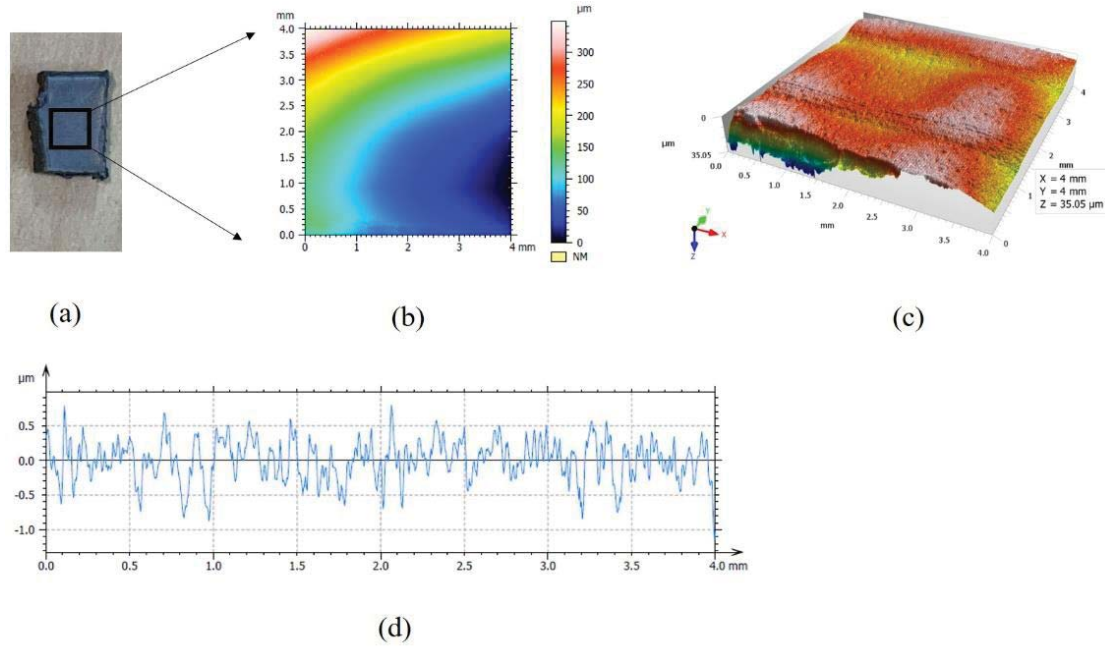 mm
4.0
3.5
3.0
2.5
2.0
1.5
1.0
0.5
0.0
0 1 2 3 4 mm
µm
300
250
200
150
100
50
0
NM
0
µm
35.05
0.0
0.5
1.0
1.5
2.0
mm
2.5
3.0
3.5
4.0
0
1
2
mm
3
4
X = 4 mm
Y = 4 mm
Z = 35.05 µm
Y
X
Z
(a)
(b)
(c)
µm
0.5
0.0
-0.5
-1.0
0.0 0.5 1.0 1.5 2.0 2.5 3.0 3.5 4.0 mm
(d)